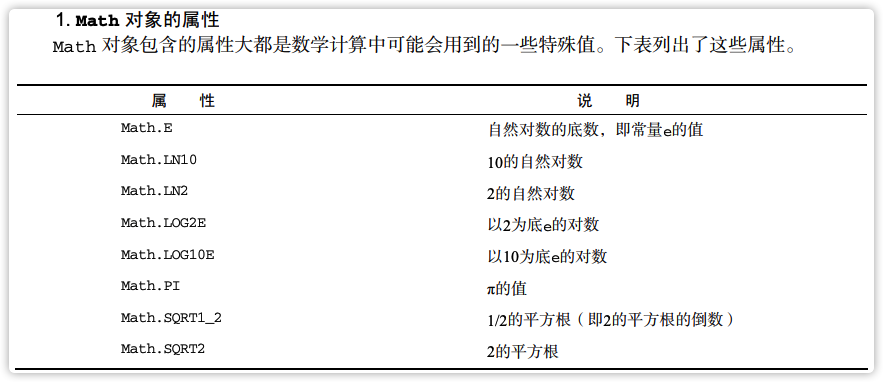 1. Math 对象的属性
Math 对象包含的属性大都是数学计算中可能会用到的一些特殊值。下表列出了这些属性。
属 性 说 明
Math.E 自然对数的底数，即常量e的值
Math.LN10 10的自然对数
Math.LN2 2的自然对数
Math.LOG2E 以2为底e的对数
Math.LOG10E 以10为底e的对数
Math.PI π的值
Math.SQRT1_2 1/2的平方根（即2的平方根的倒数）
Math.SQRT2 2的平方根